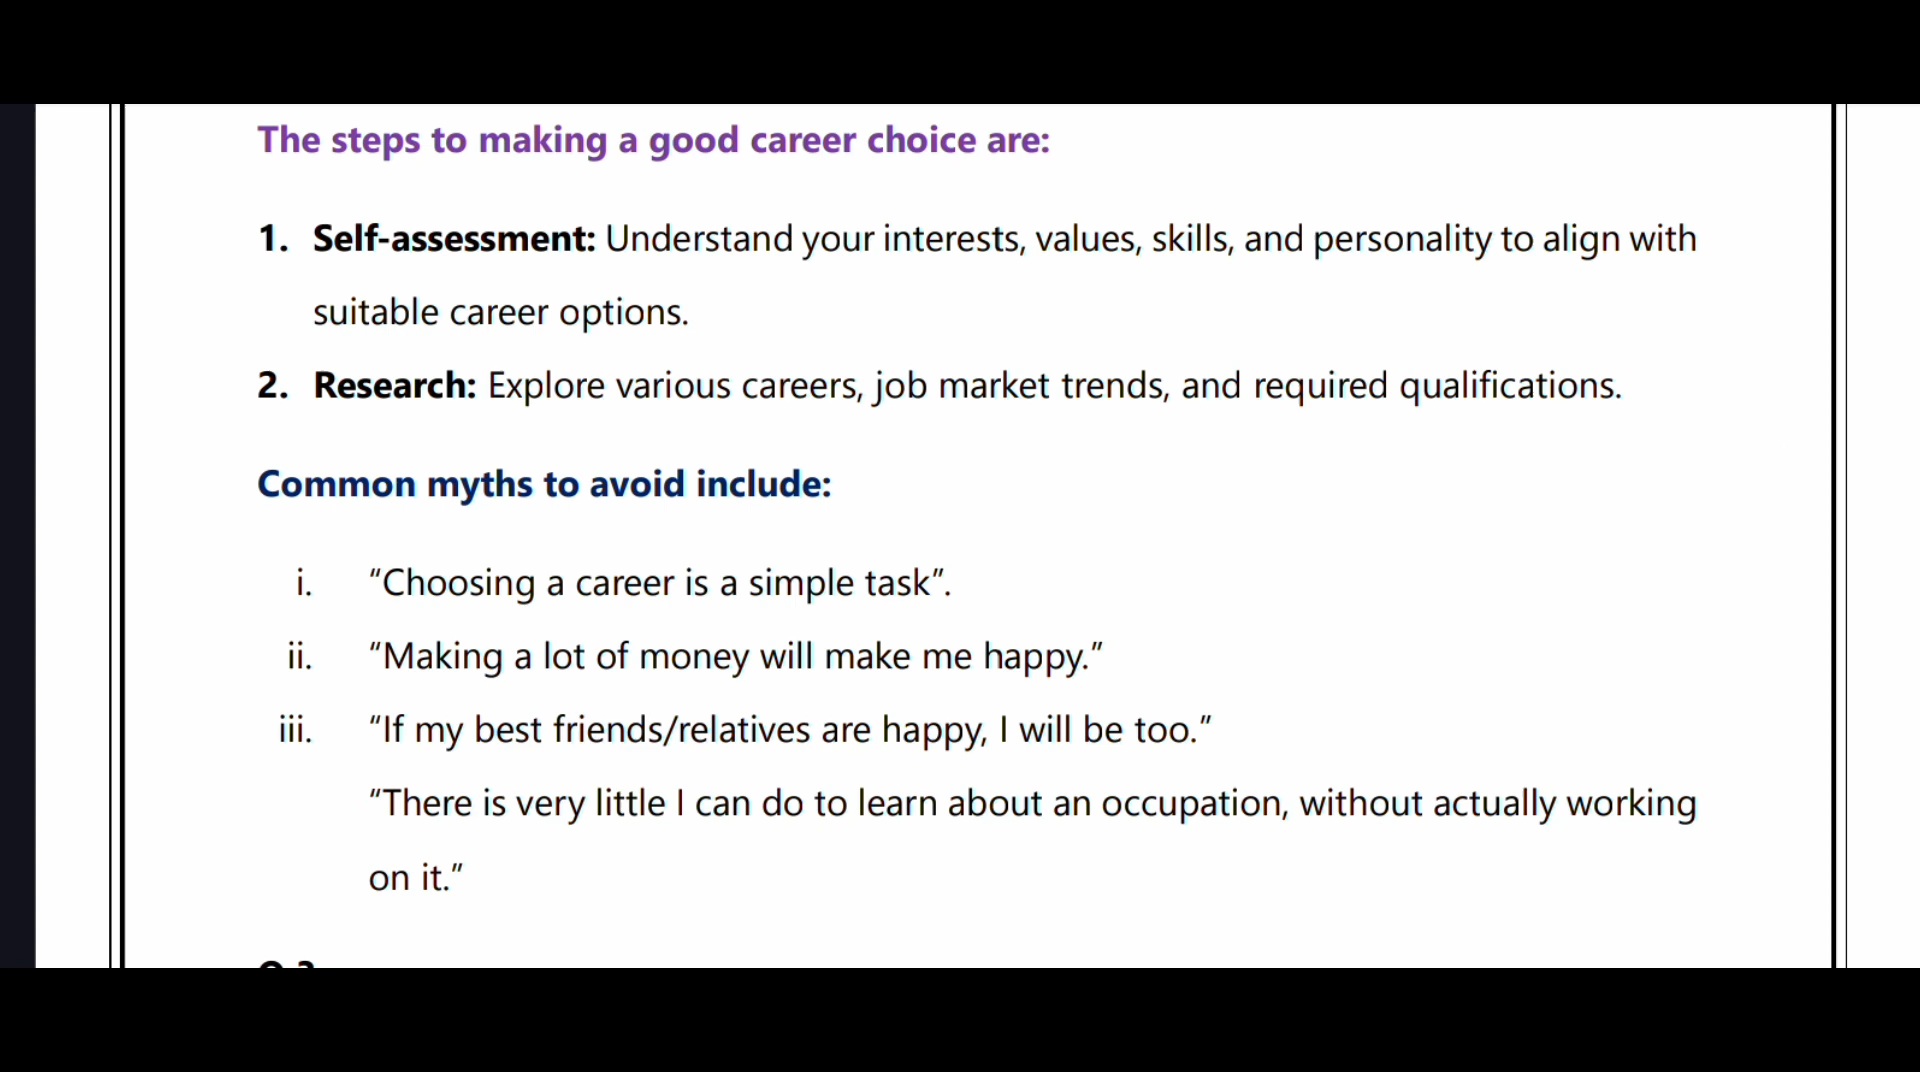 The steps to making a good career choice are:
1. Self-assessment: Understand your interests, values, skills, and personality to align with
suitable career options.
2. Research: Explore various careers, job market trends, and required qualifications.
Common myths to avoid include:
i. “Choosing a career is a simple task”.
ii. “Making a lot of money will make me happy.”
iii. “If my best friends/relatives are happy, I will be too.”
“There is very little I can do to learn about an occupation, without actually working
on it.”